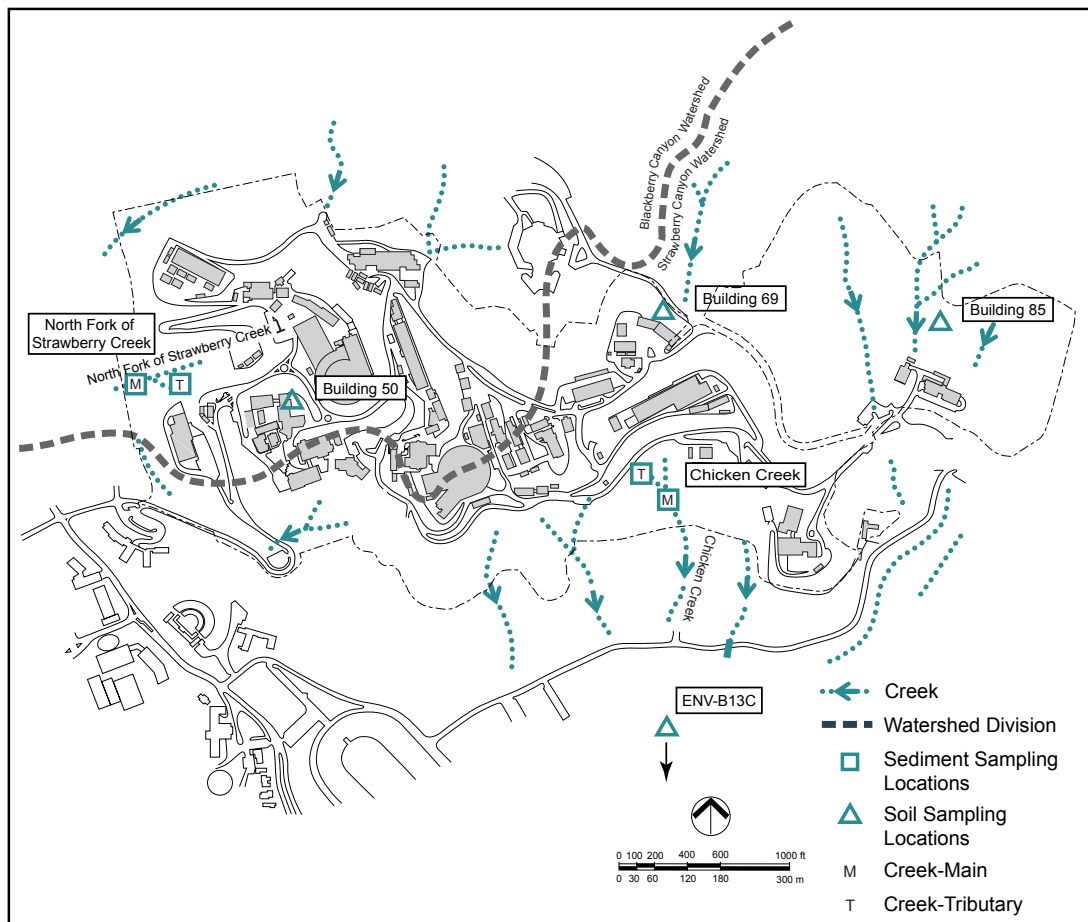 Blackberry Canyon Watershed
Strawberry Canyon Watershed
Building 69
Building 85
North Fork of
Strawberry Creek
North Fork of Strawberry Creek
M
T
Building 50
Chicken Creek
T
M
Chicken Creek
ENV-B13C
Creek
Watershed Division
Sediment Sampling
Locations
Soil Sampling
Locations
M Creek-Main
T Creek-Tributary
0 100 200 400 600 1000 ft
0 30 60 120 180 300 m